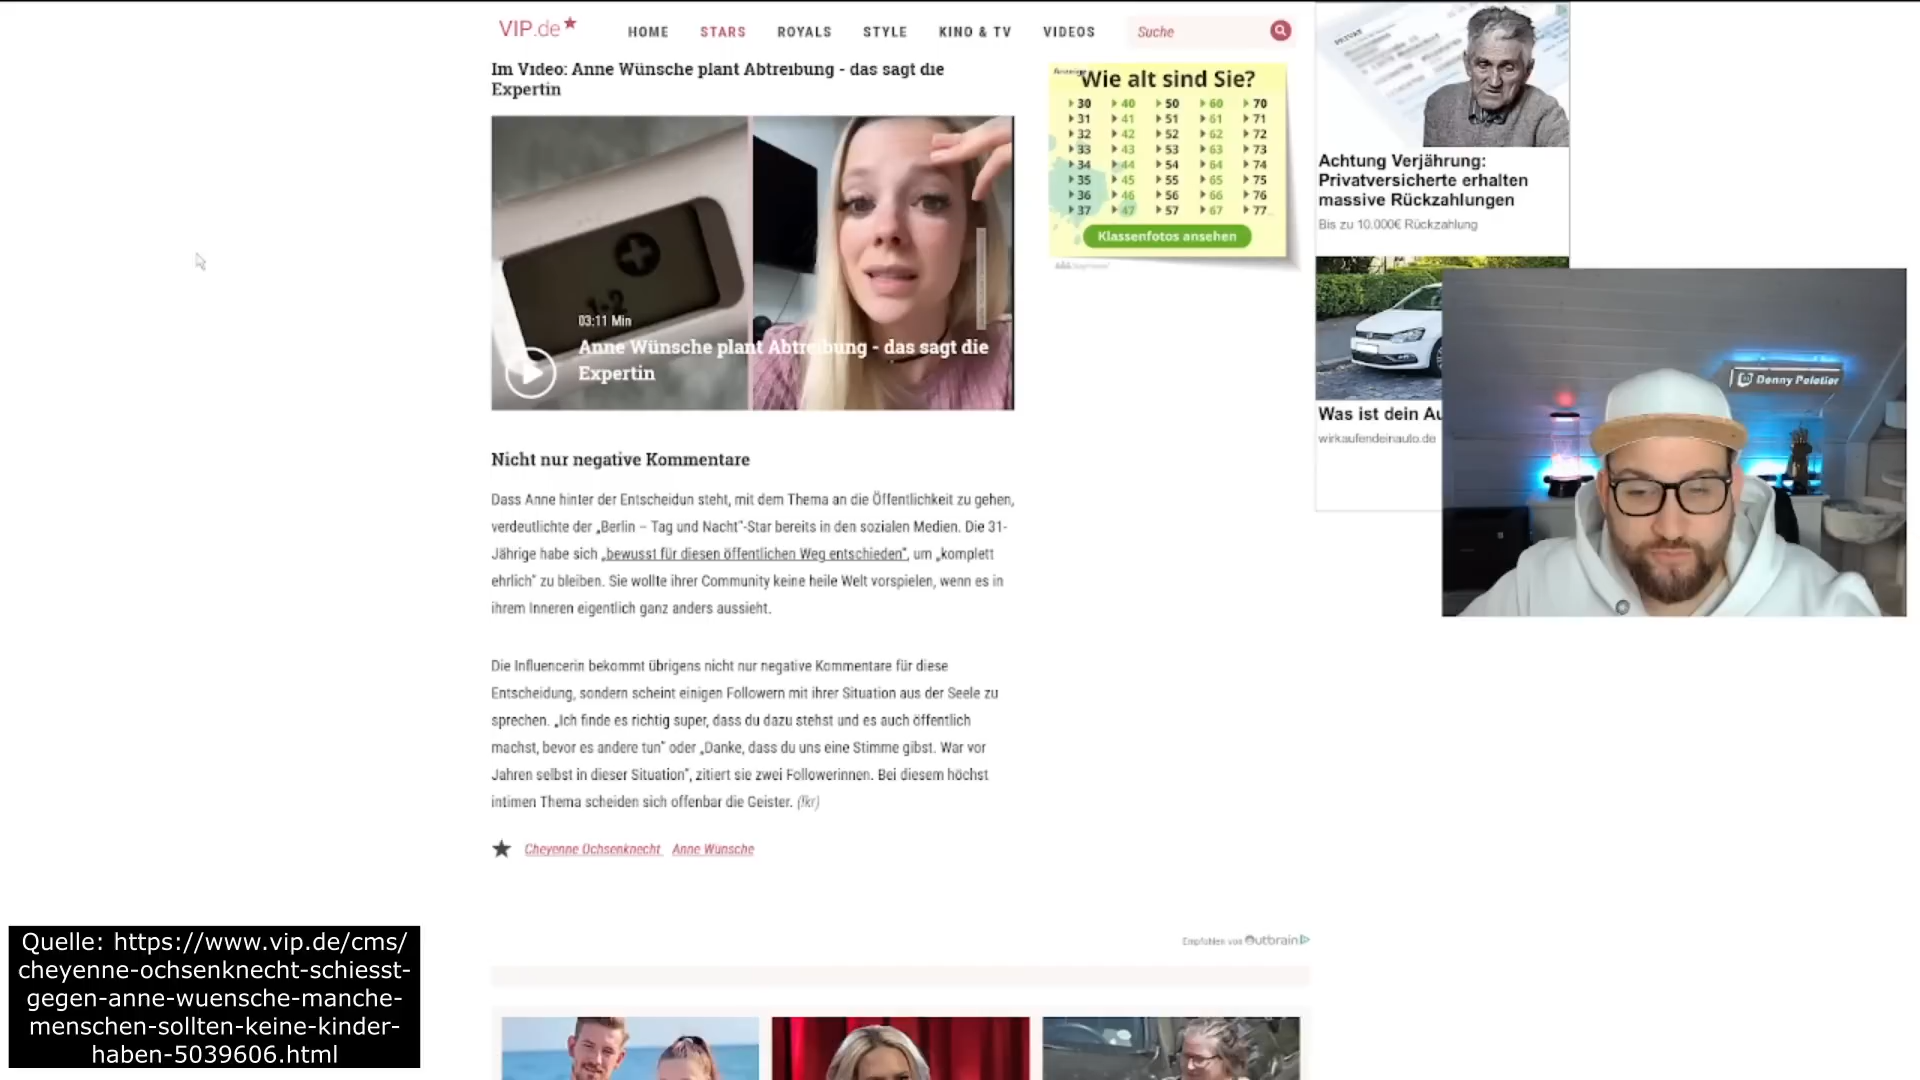 VIP.de
HOME STARS ROYALS STYLE KINO & TV VIDEOS
Suche
Im Video: Anne Wünsche plant Abtreibung - das sagt die
Expertin
03:11 Min
Anne Wünsche plant Abtreibung - das sagt die
Expertin
Nicht nur negative Kommentare
Dass Anne hinter der Entscheidun steht, mit dem Thema an die Öffentlichkeit zu gehen,
verdeutlichte der „Berlin – Tag und Nacht“-Star bereits in den sozialen Medien. Die 31-
Jährige habe sich „bewusst für diesen öffentlichen Weg entschieden“, um „komplett
ehrlich“ zu bleiben. Sie wollte ihrer Community keine heile Welt vorspielen, wenn es in
ihrem Inneren eigentlich ganz anders aussieht.
Die Influencerin bekommt übrigens nicht nur negative Kommentare für diese
Entscheidung, sondern scheint einigen Followern mit ihrer Situation aus der Seele zu
sprechen. „Ich finde es richtig super, dass du dazu stehst und es auch öffentlich
machst, bevor es andere tun“ oder „Danke, dass du uns eine Stimme gibst. War vor
Jahren selbst in dieser Situation“, zitiert sie zwei Followerinnen. Bei diesem höchst
intimen Thema scheiden sich offenbar die Geister. (lkr)
Cheyenne Ochsenknecht Anne Wünsche
Anzeige
Wie alt sind Sie?
30 40 50 60 70
31 41 51 61 71
32 42 52 62 72
33 43 53 63 73
34 44 54 64 74
35 45 55 65 75
36 46 56 66 76
37 47 57 67 77
Klassenfotos ansehen
PRIVAT
Achtung Verjährung:
Privatversicherte erhalten
massive Rückzahlungen
Bis zu 10.000€ Rückzahlung
Was ist dein Au
wirkaufendeinauto.de
Donny Peletier
Empfohlen von Outbrain
Quelle: https://www.vip.de/cms/
cheyenne-ochsenknecht-schiesst-
gegen-anne-wuensche-manche-
menschen-sollten-keine-kinder-
haben-5039606.html